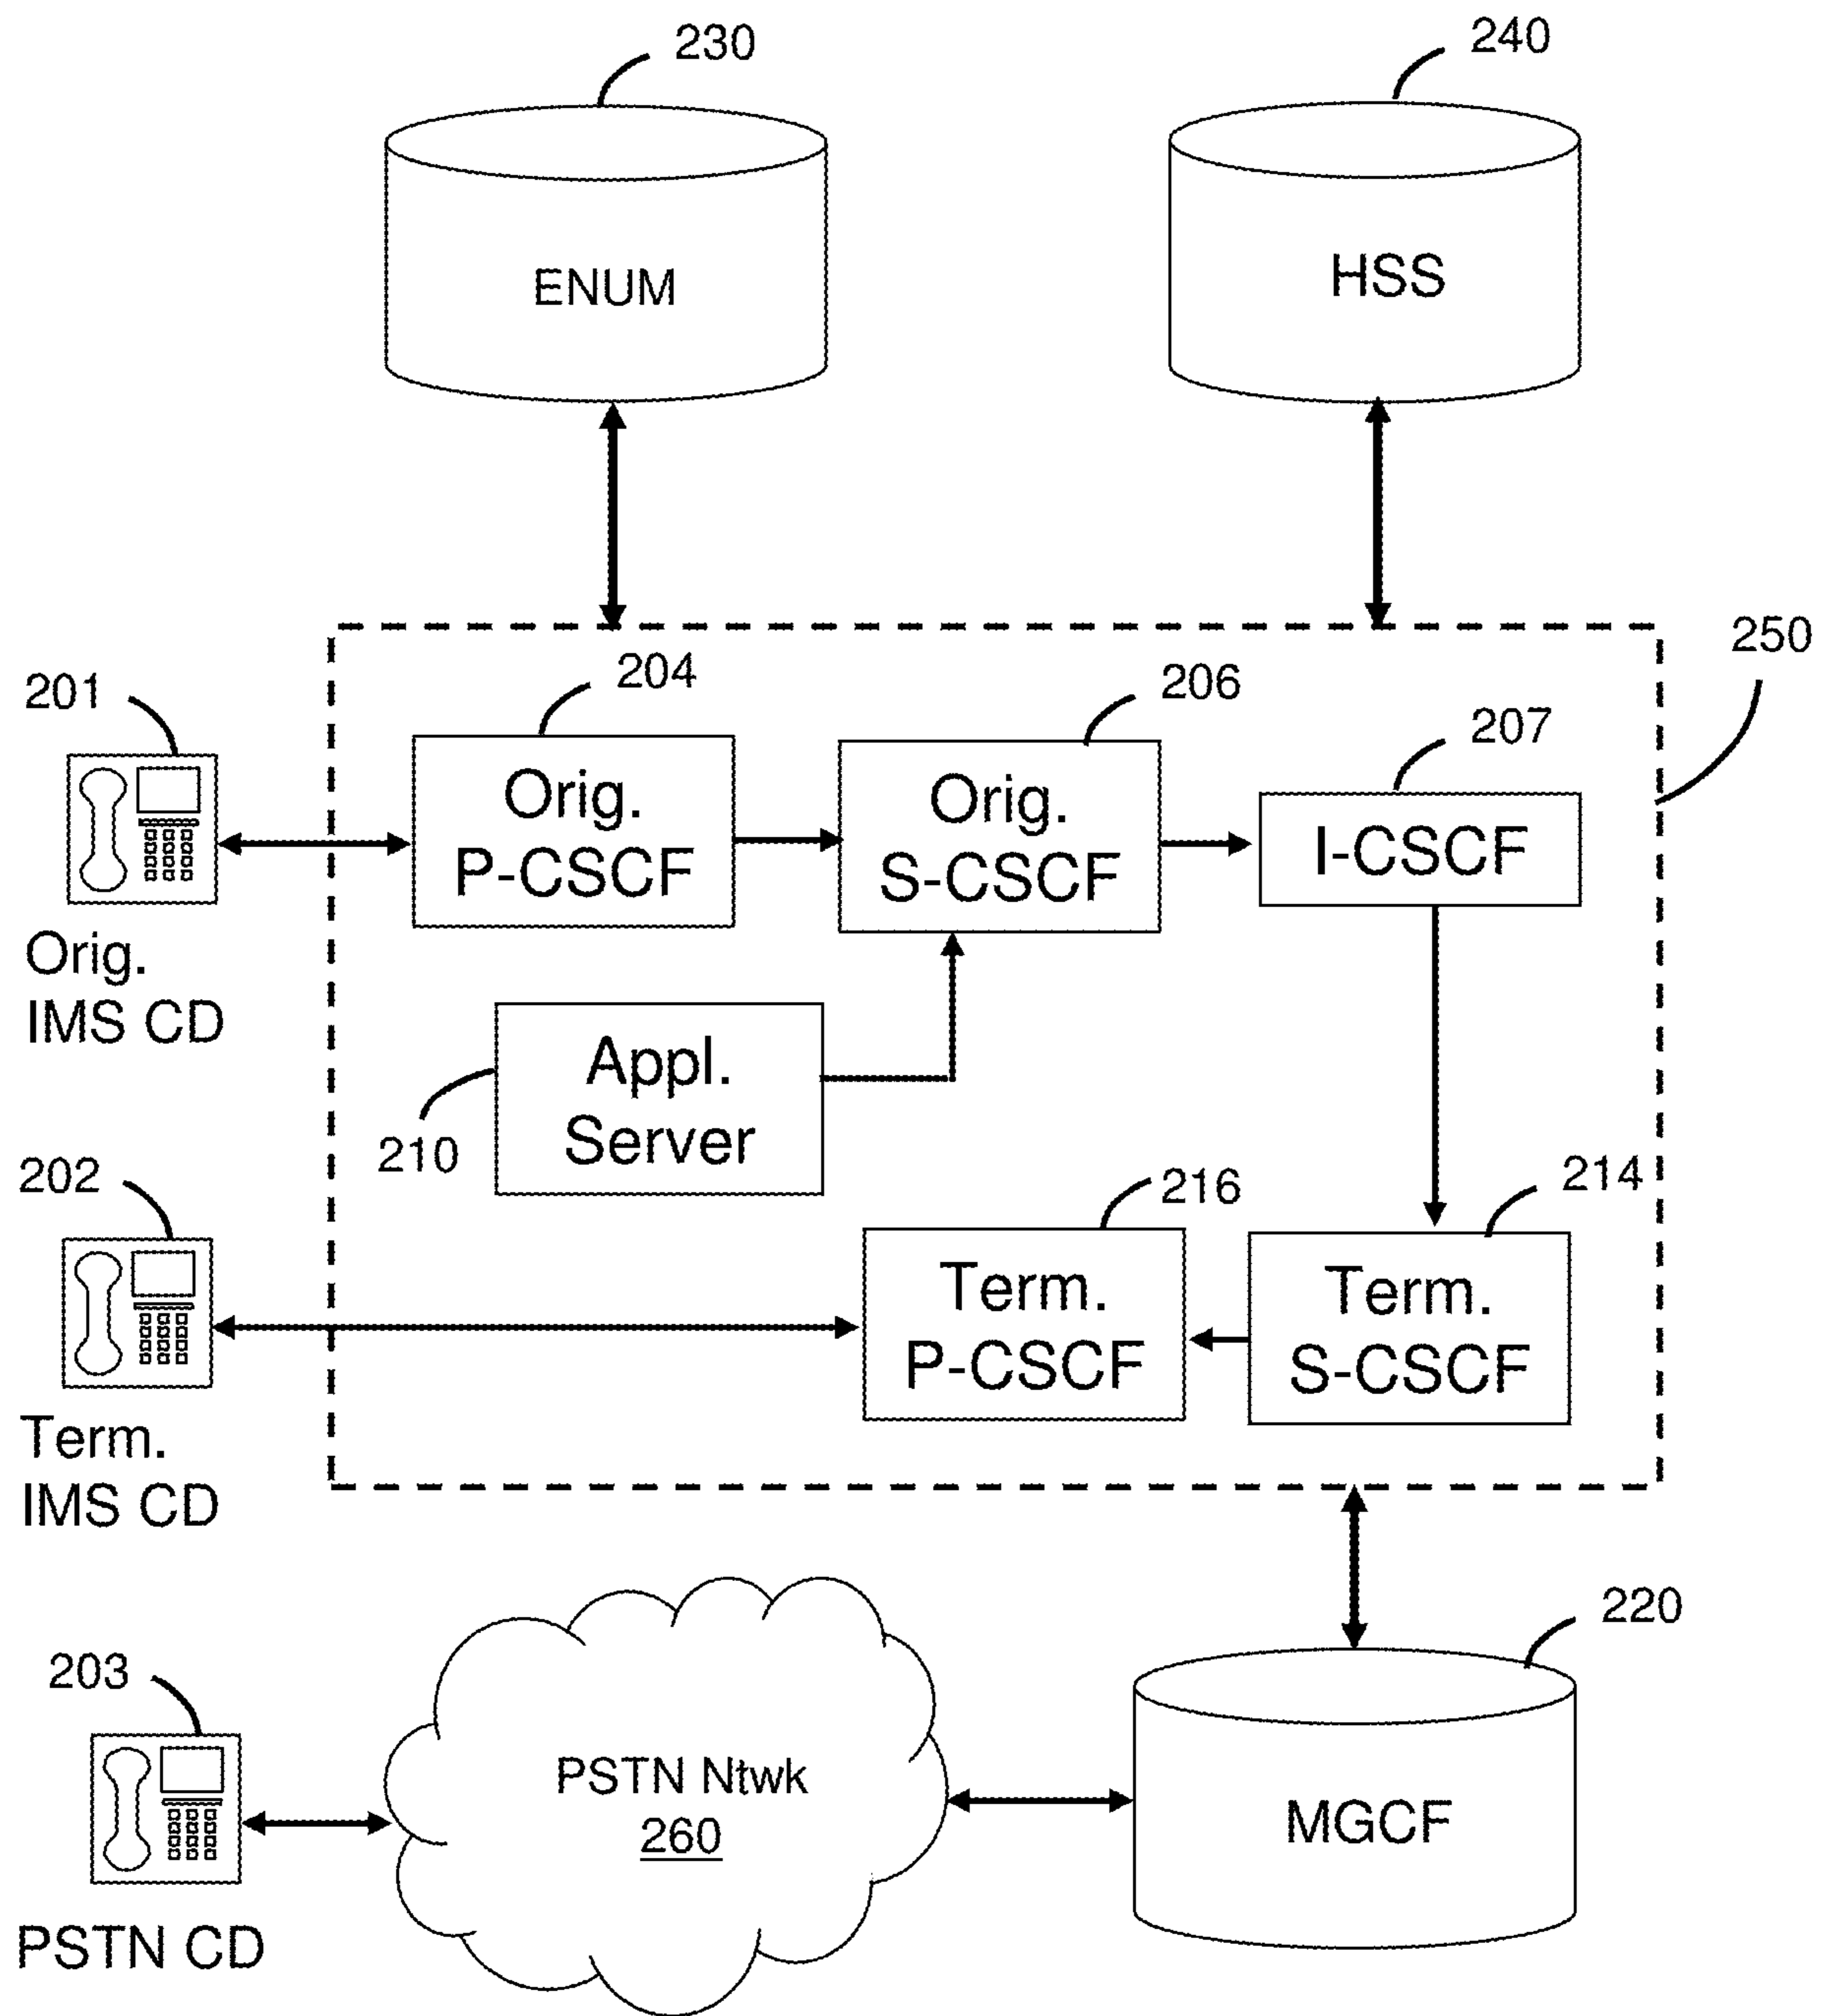 230
240
ENUM
HSS
250
201
204
206
207
Orig.
P-CSCF
Orig.
S-CSCF
I-CSCF
Orig.
IMS CD
Appl.
Server
210
202
216
214
Term.
P-CSCF
Term.
S-CSCF
Term.
IMS CD
220
203
PSTN Ntwk
260
MGCF
PSTN CD